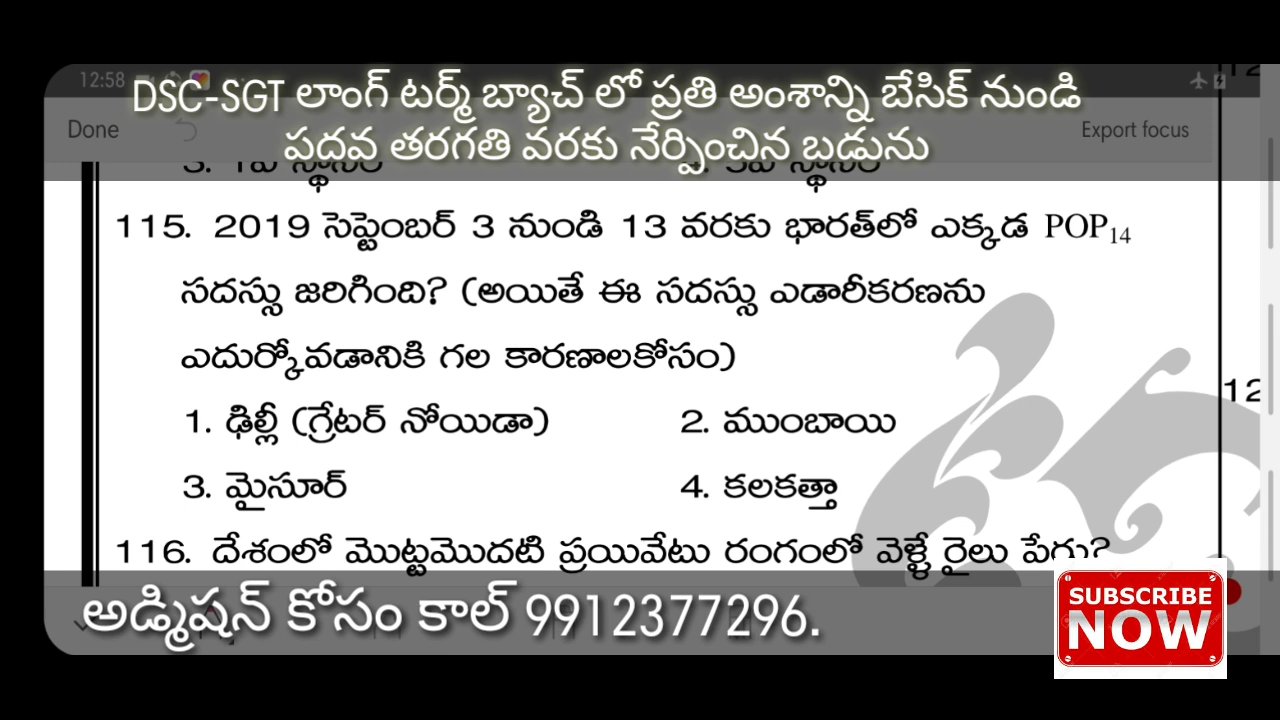 12:58
DSC-SGT లాంగ్ టర్మ్ బ్యాచ్ లో ప్రతి అంశాన్ని బేసిక్ నుండి
పదవ తరగతి వరకు నేర్పించిన బడును
Done
Export focus
115. 2019 సెప్టెంబర్ 3 నుండి 13 వరకు భారత్‌లో ఎక్కడ POP14
సదస్సు జరిగింది? (అయితే ఈ సదస్సు ఎడారీకరణను
ఎదుర్కోవడానికి గల కారణాలకోసం)
1. ఢిల్లీ (గ్రేటర్ నోయిడా) 2. ముంబాయి
3. మైసూర్ 4. కలకత్తా
12
116. దేశంలో మొట్టమొదటి ప్రయివేటు రంగంలో వెళ్ళే రైలు పేరు?
అడ్మిషన్ కోసం కాల్ 9912377296.
SUBSCRIBE
NOW